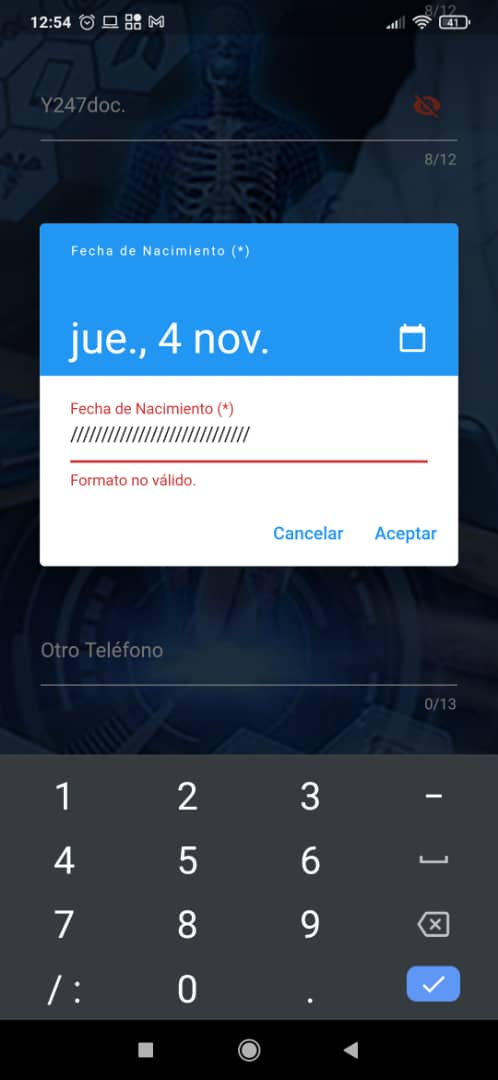 8/12
12:54
41
Y247doc.
8/12
Fecha de Nacimiento (*)
jue., 4 nov.
Fecha de Nacimiento (*)
////////////////////////////
Formato no válido.
Cancelar Aceptar
Otro Teléfono
0/13
1 2 3 –
4 5 6
7 8 9
/ : 0 .